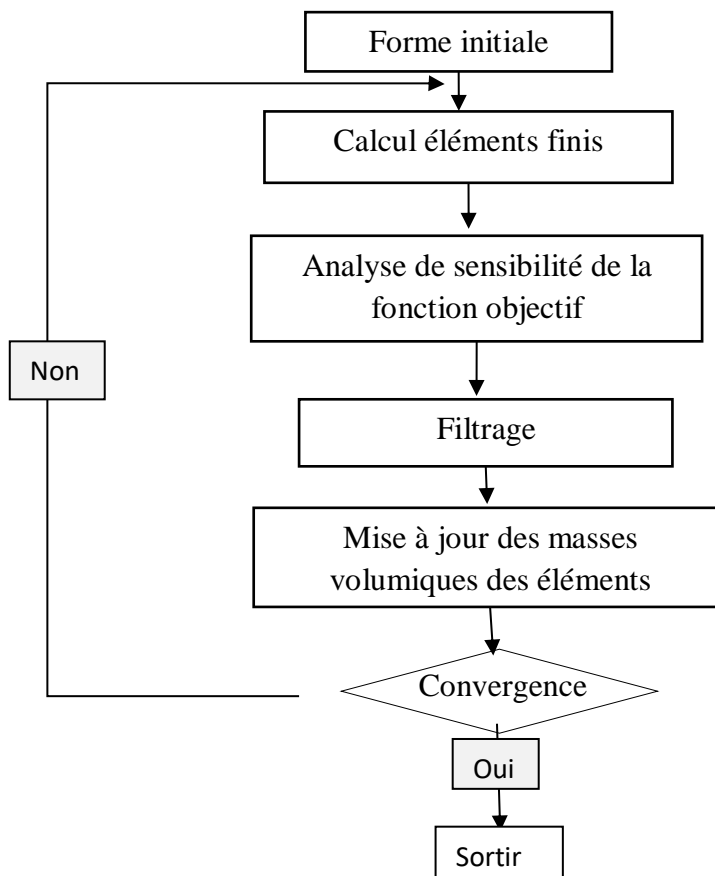 Forme initiale
Calcul éléments finis
Analyse de sensibilité de la
fonction objectif
Non
Filtrage
Mise à jour des masses
volumiques des éléments
Convergence
Oui
Sortir